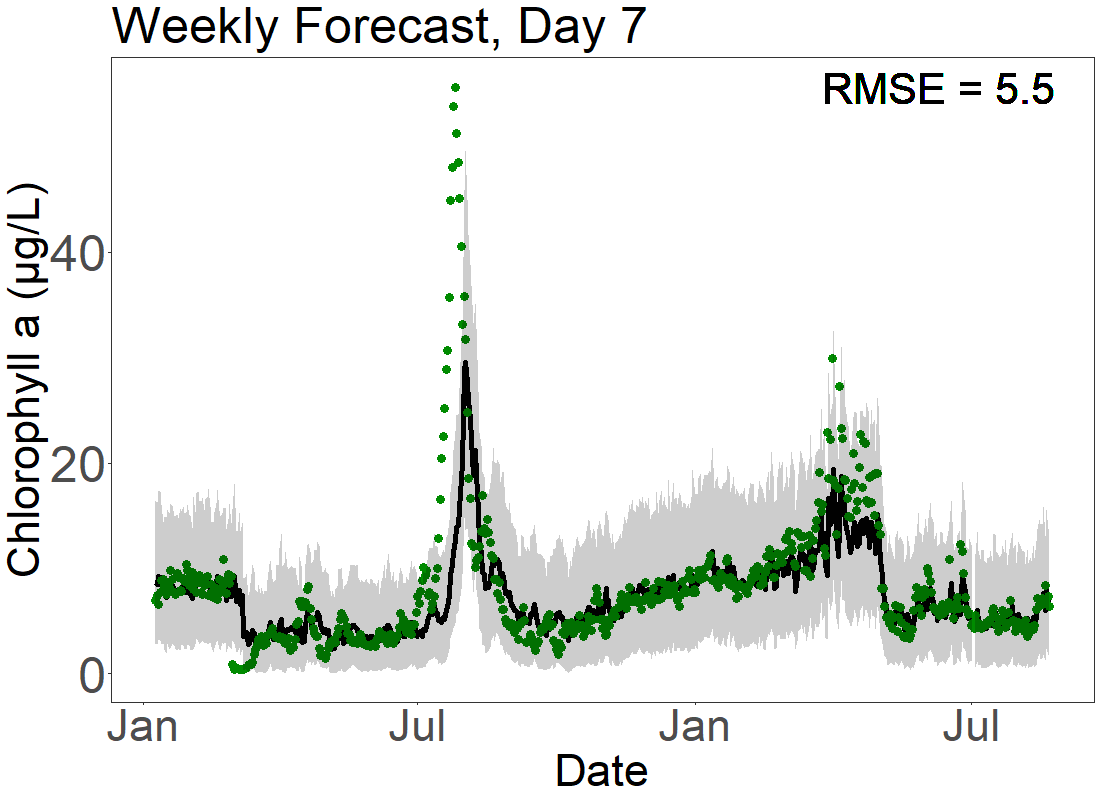 Weekly Forecast, Day 7
RMSE = 5.5
Chlorophyll a (µg/L)
40
20
0
Jan
Jul
Jan
Jul
Date